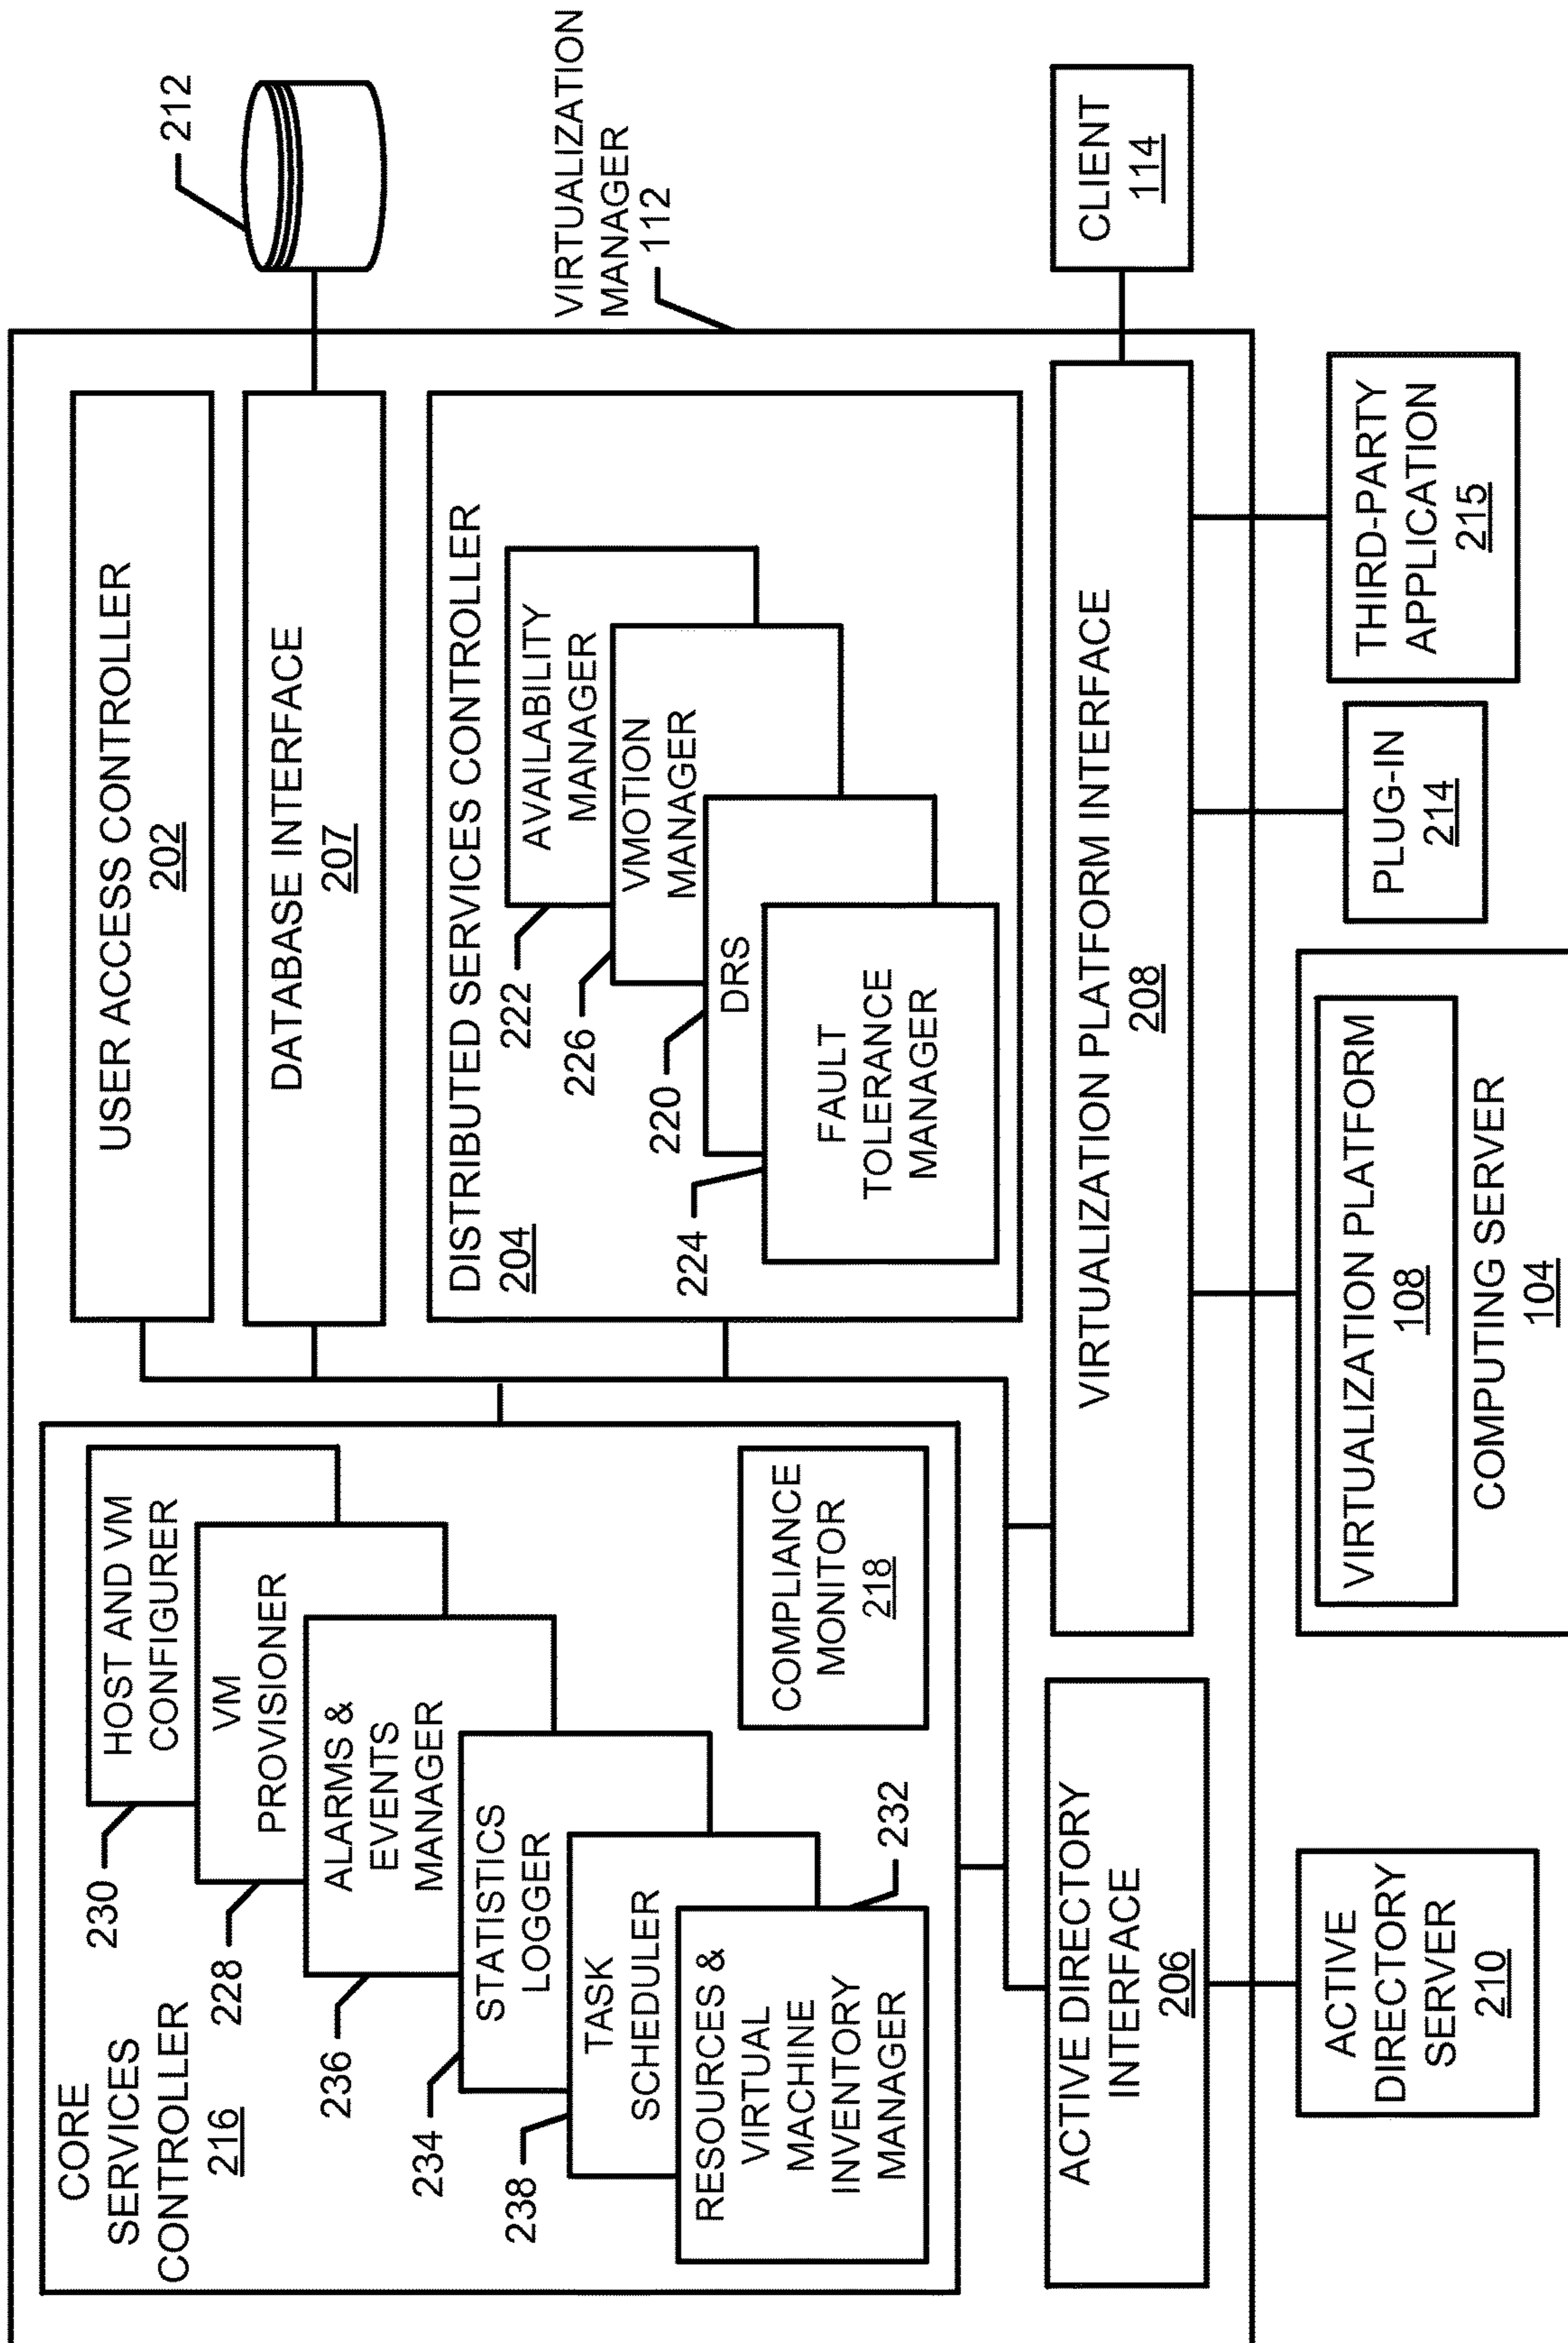 CORE
SERVICES
CONTROLLER
216
230
HOST AND VM
CONFIGURER
228
VM
PROVISIONER
236
ALARMS &
EVENTS
MANAGER
234
STATISTICS
LOGGER
238
TASK
SCHEDULER
RESOURCES &
VIRTUAL
MACHINE
INVENTORY
MANAGER
232
COMPLIANCE
MONITOR
218
USER ACCESS CONTROLLER
202
DATABASE INTERFACE
207
212
DISTRIBUTED SERVICES CONTROLLER
204
222
AVAILABILITY
MANAGER
226
VMOTION
MANAGER
220
DRS
224
FAULT
TOLERANCE
MANAGER
VIRTUALIZATION
MANAGER
112
ACTIVE DIRECTORY
INTERFACE
206
VIRTUALIZATION PLATFORM INTERFACE
208
CLIENT
114
ACTIVE
DIRECTORY
SERVER
210
VIRTUALIZATION PLATFORM
108
COMPUTING SERVER
104
PLUG-IN
214
THIRD-PARTY
APPLICATION
215